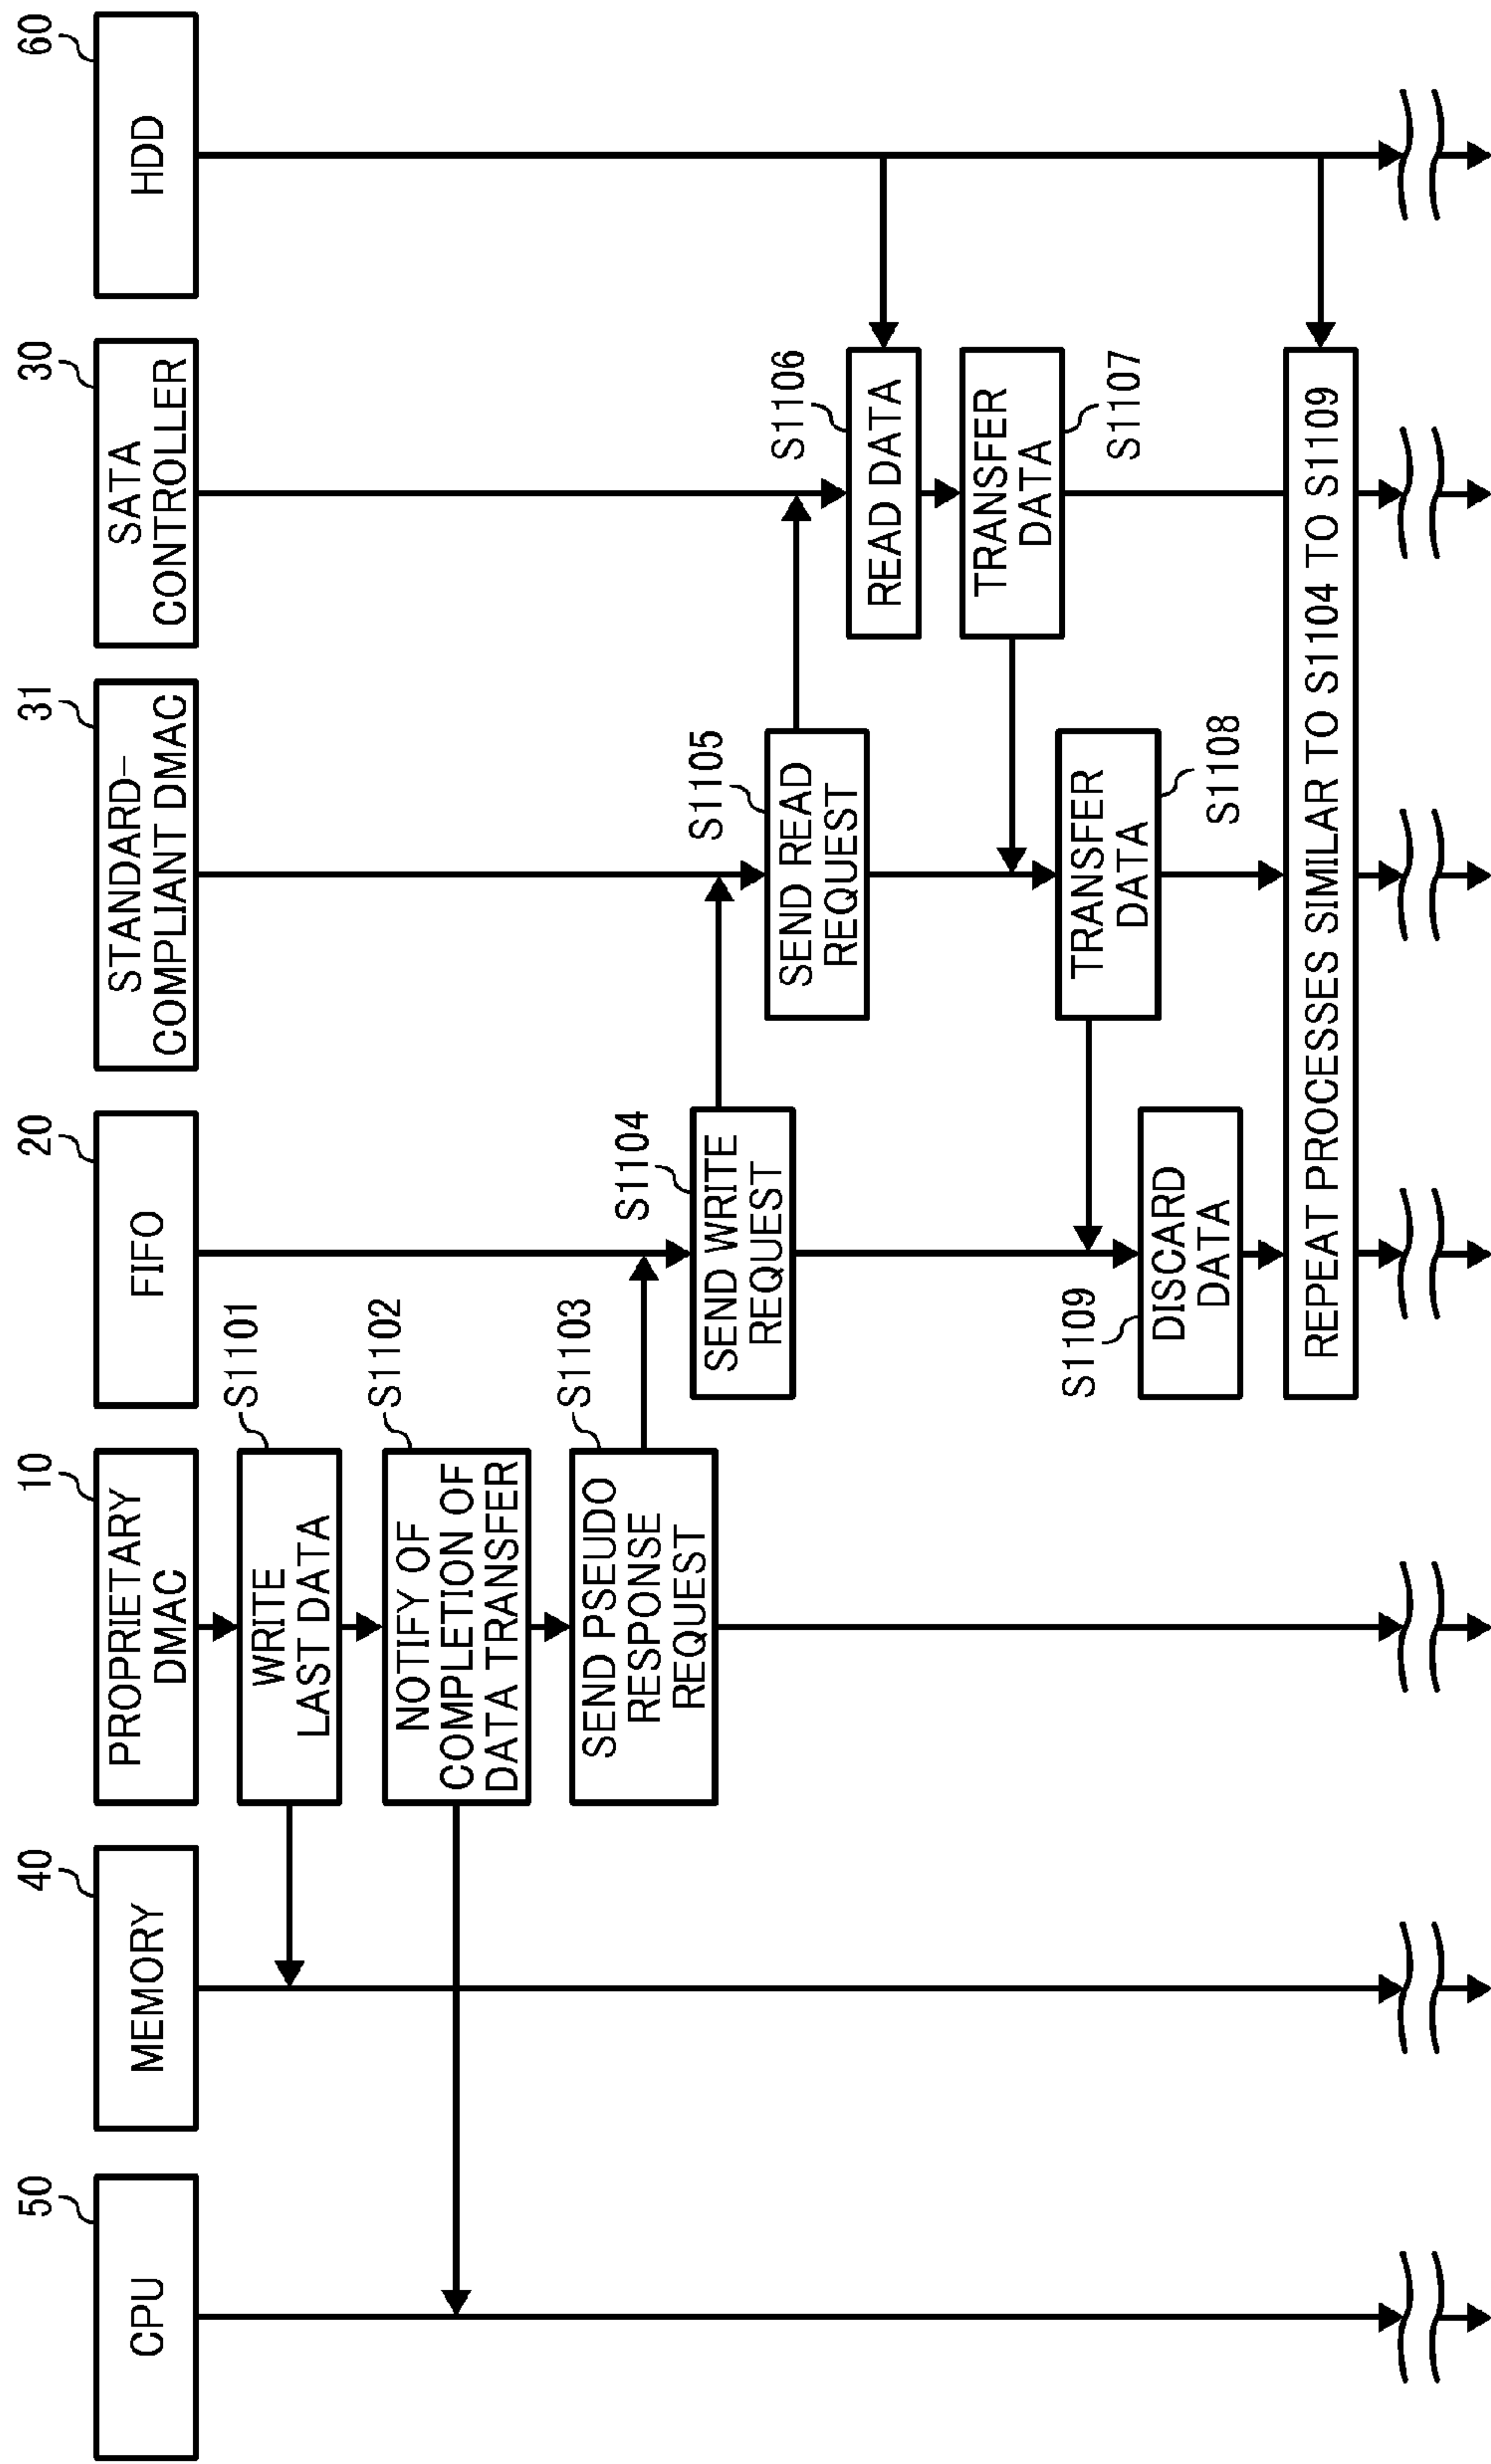 50
CPU
40
MEMORY
10
PROPRIETARY
DMAC
20
FIFO
31
STANDARD-
COMPLIANT DMAC
30
SATA
CONTROLLER
60
HDD
S1101
WRITE
LAST DATA
S1102
NOTIFY OF
COMPLETION OF
DATA TRANSFER
S1103
SEND PSEUDO
RESPONSE
REQUEST
S1104
SEND WRITE
REQUEST
S1105
SEND READ
REQUEST
S1106
READ DATA
TRANSFER
DATA
S1107
TRANSFER
DATA
S1108
S1109
DISCARD
DATA
REPEAT PROCESSES SIMILAR TO S1104 TO S1109